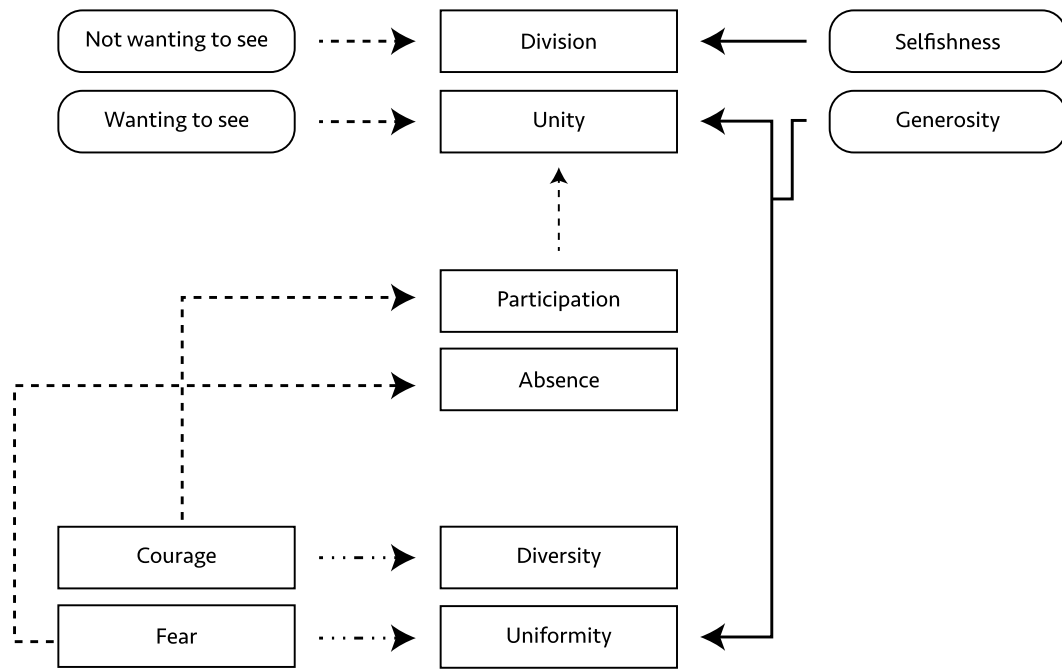 Not wanting to see
Division
Selfishness
Wanting to see
Unity
Generosity
Participation
Absence
Courage
Diversity
Fear
Uniformity